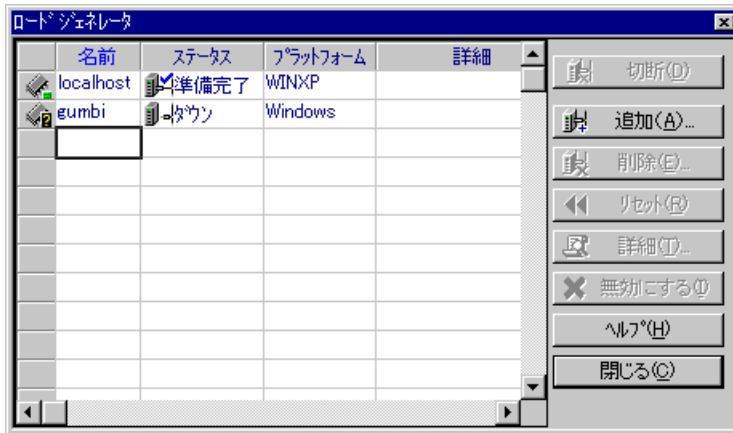 ロードジェネレータ
名前 ステータス プラットフォーム 詳細
localhost 準備完了 WINXP
gumbi ダウン Windows
切断(D)
追加(A)...
削除(E)...
リセット(R)
詳細(T)...
無効にする(I)
ヘルプ(H)
閉じる(C)